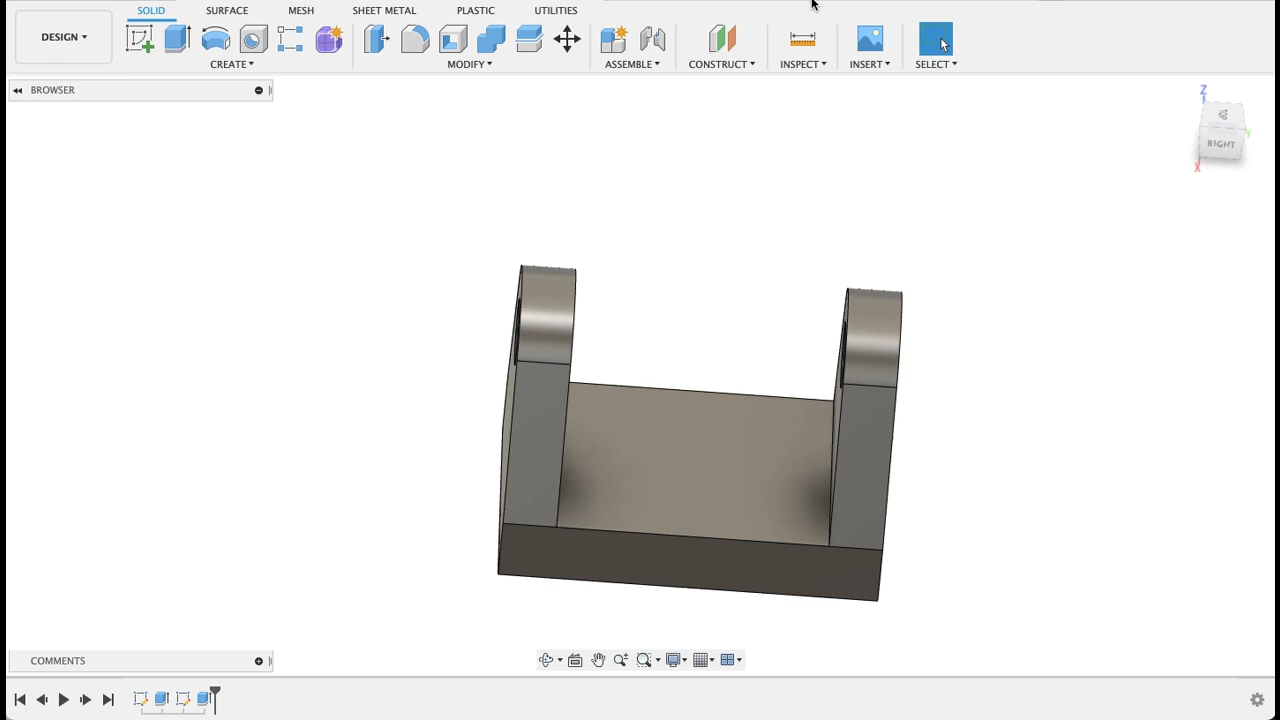 SOLID SURFACE MESH SHEET METAL PLASTIC UTILITIES
DESIGN
CREATE MODIFY ASSEMBLE CONSTRUCT INSPECT INSERT SELECT
BROWSER
Z
Y
RIGHT
X
COMMENTS